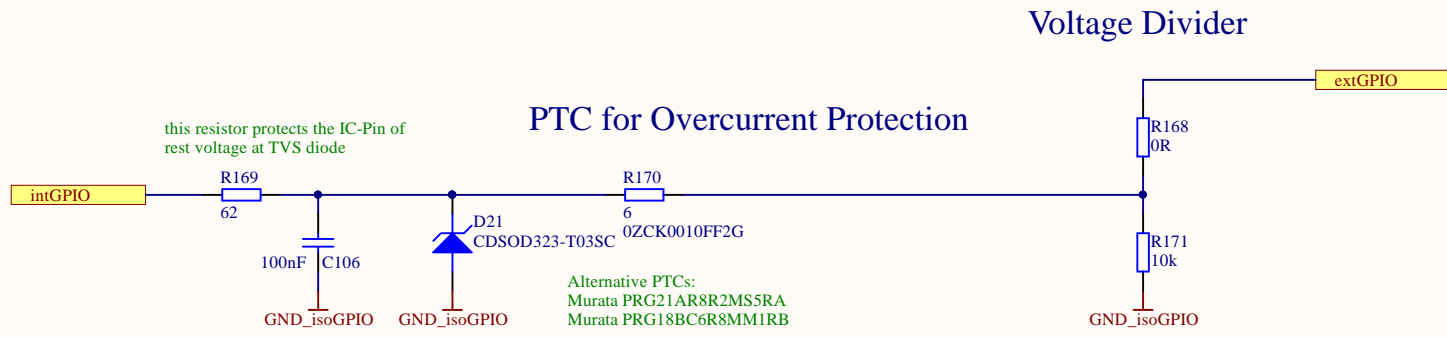 Voltage Divider
extGPIO
PTC for Overcurrent Protection
this resistor protects the IC-Pin of
rest voltage at TVS diode
R168
0R
R169
R170
intGPIO
62
6
0ZCK0010FF2G
D21
CDSOD323-T03SC
R171
10k
100nF
C106
Alternative PTCs:
Murata PRG21AR8R2MS5RA
Murata PRG18BC6R8MM1RB
GND_isoGPIO
GND_isoGPIO
GND_isoGPIO